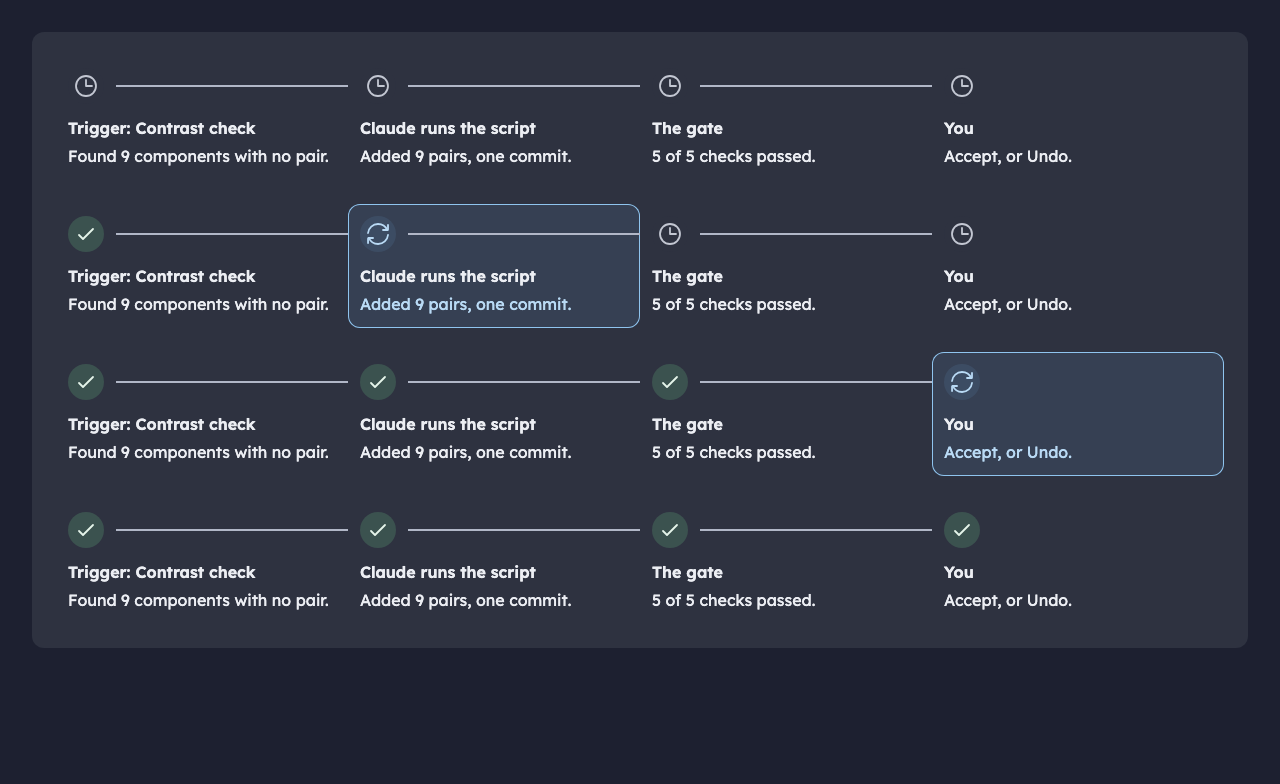 Trigger: Contrast check
Found 9 components with no pair.
Claude runs the script
Added 9 pairs, one commit.
The gate
5 of 5 checks passed.
You
Accept, or Undo.
Trigger: Contrast check
Found 9 components with no pair.
Claude runs the script
Added 9 pairs, one commit.
The gate
5 of 5 checks passed.
You
Accept, or Undo.
Trigger: Contrast check
Found 9 components with no pair.
Claude runs the script
Added 9 pairs, one commit.
The gate
5 of 5 checks passed.
You
Accept, or Undo.
Trigger: Contrast check
Found 9 components with no pair.
Claude runs the script
Added 9 pairs, one commit.
The gate
5 of 5 checks passed.
You
Accept, or Undo.